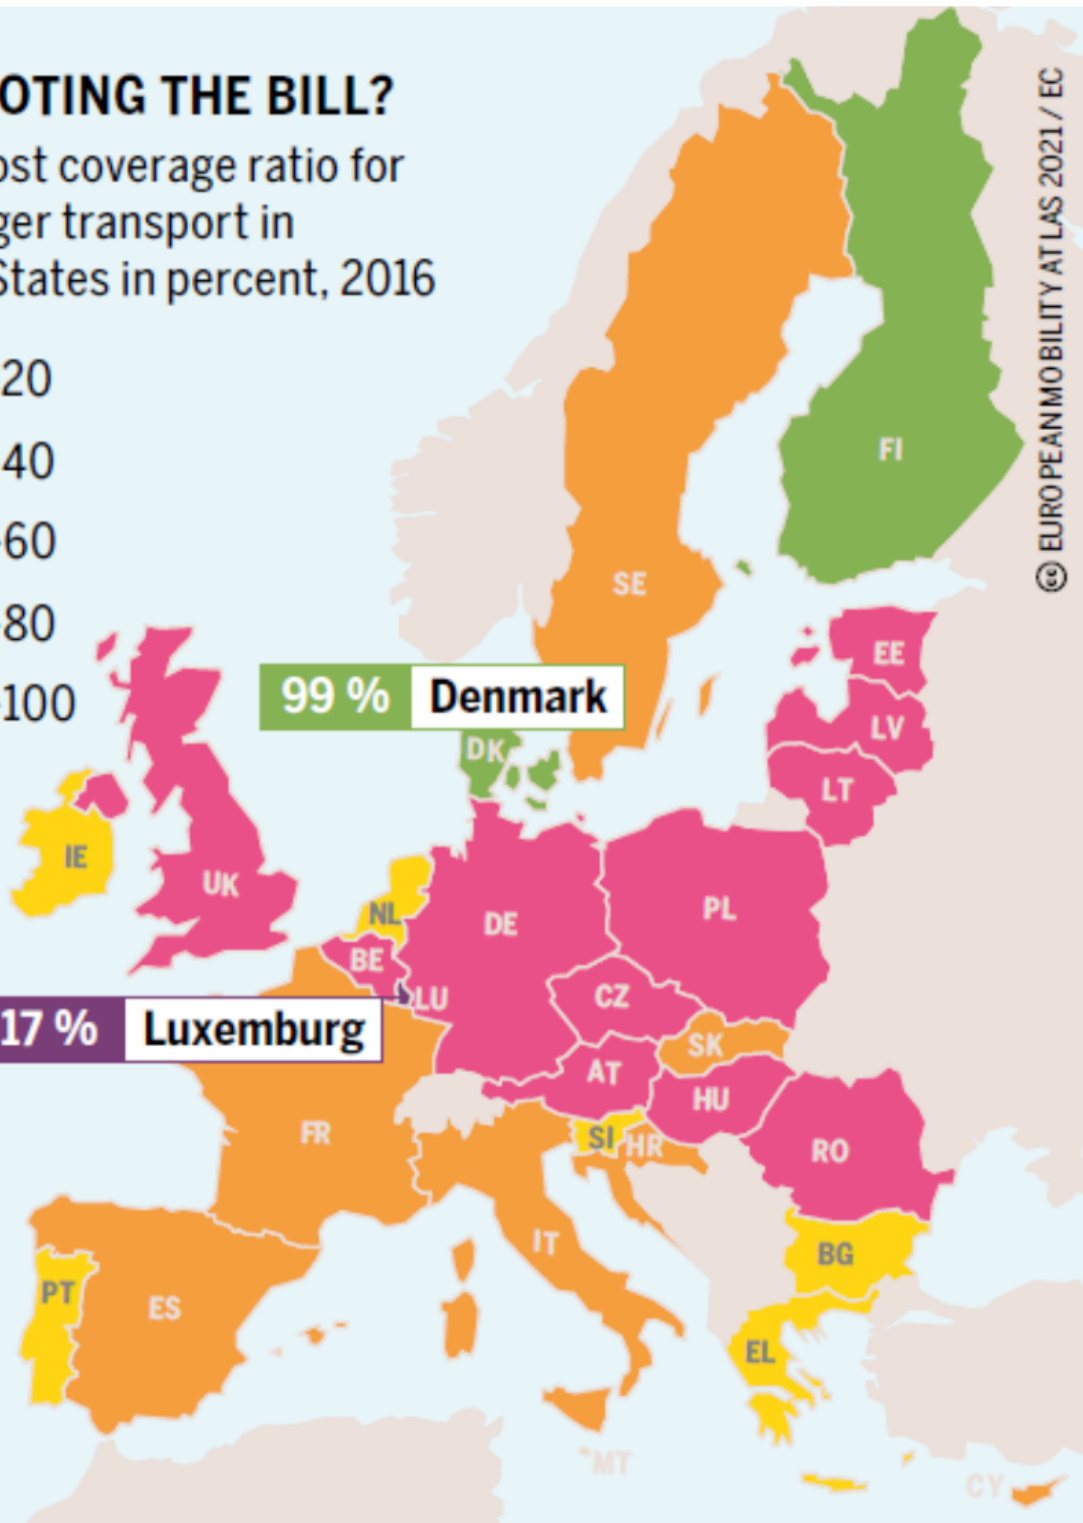 OTING THE BILL?
ost coverage ratio for
ger transport in
States in percent, 2016
20
-40
-60
-80
-100
© EUROPEAN MOBILITY ATLAS 2021 / EC
FI
SE
EE
99 % Denmark
LV
DK
LT
IE
UK
NL
DE
PL
BE
LU
CZ
17 % Luxemburg
SK
AT
HU
FR
SI
HR
RO
IT
BG
PT
ES
EL
MT
CY